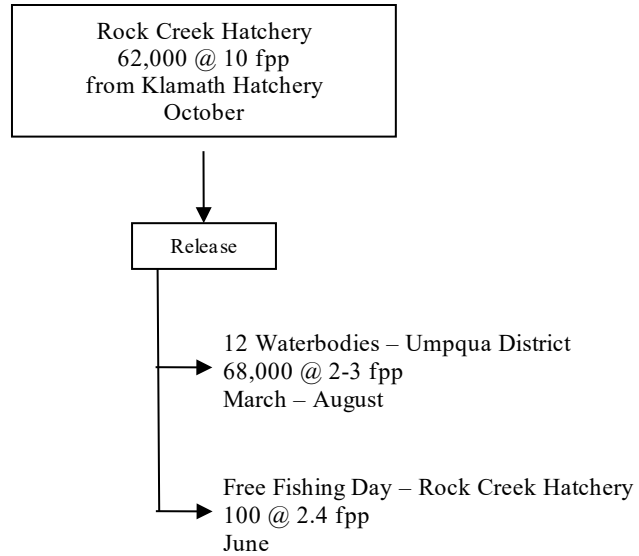 Rock Creek Hatchery
62,000 @ 10 fpp
from Klamath Hatchery
October
Release
12 Waterbodies – Umpqua District
68,000 @ 2-3 fpp
March – August
Free Fishing Day – Rock Creek Hatchery
100 @ 2.4 fpp
June